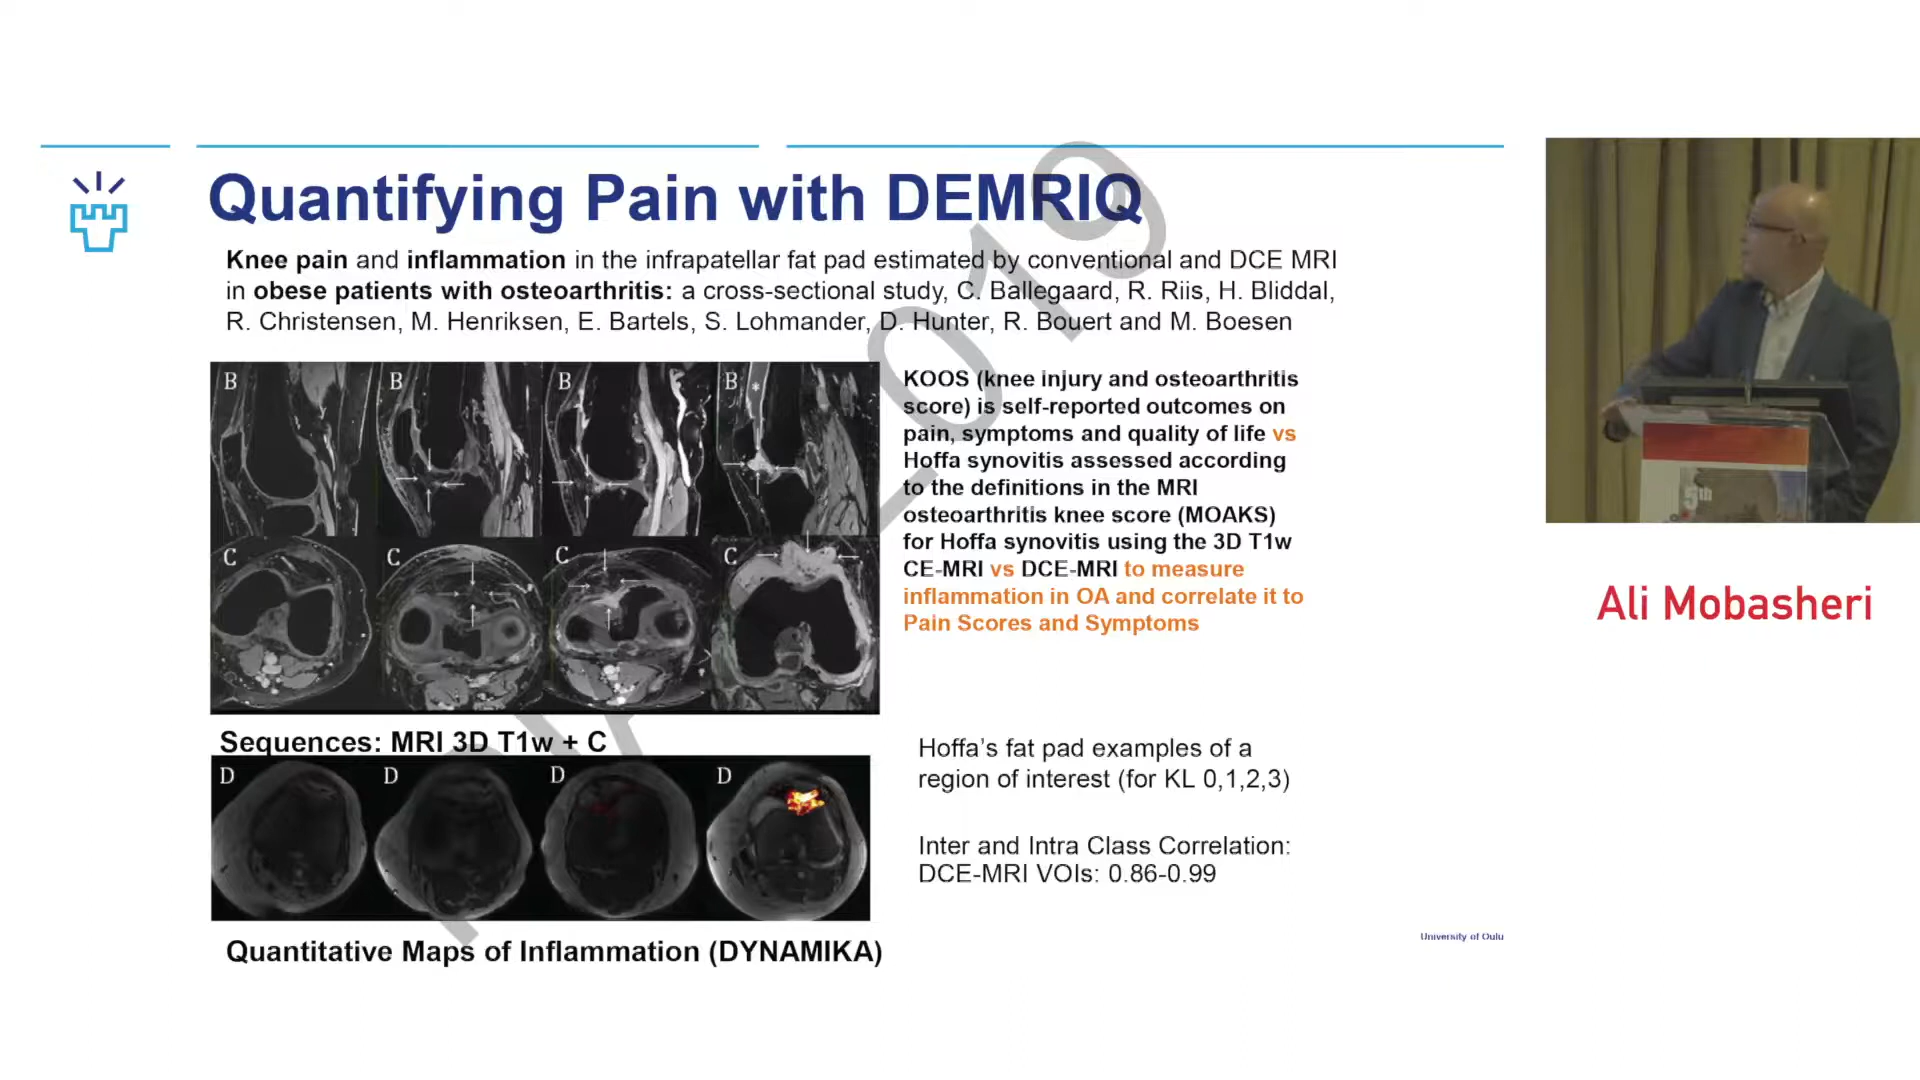 Quantifying Pain with DEMRIQ
Knee pain and inflammation in the infrapatellar fat pad estimated by conventional and DCE MRI
in obese patients with osteoarthritis: a cross-sectional study, C. Ballegaard, R. Riis, H. Bliddal,
R. Christensen, M. Henriksen, E. Bartels, S. Lohmander, D. Hunter, R. Bouert and M. Boesen
B B B B
*
C C C C
KOOS (knee injury and osteoarthritis
score) is self-reported outcomes on
pain, symptoms and quality of life vs
Hoffa synovitis assessed according
to the definitions in the MRI
osteoarthritis knee score (MOAKS)
for Hoffa synovitis using the 3D T1w
CE-MRI vs DCE-MRI to measure
inflammation in OA and correlate it to
Pain Scores and Symptoms
Sequences: MRI 3D T1w + C
D D D D
Quantitative Maps of Inflammation (DYNAMIKA)
Hoffa's fat pad examples of a
region of interest (for KL 0,1,2,3)
Inter and Intra Class Correlation:
DCE-MRI VOIs: 0.86-0.99
University of Oulu
2019
5th
Ali Mobasheri